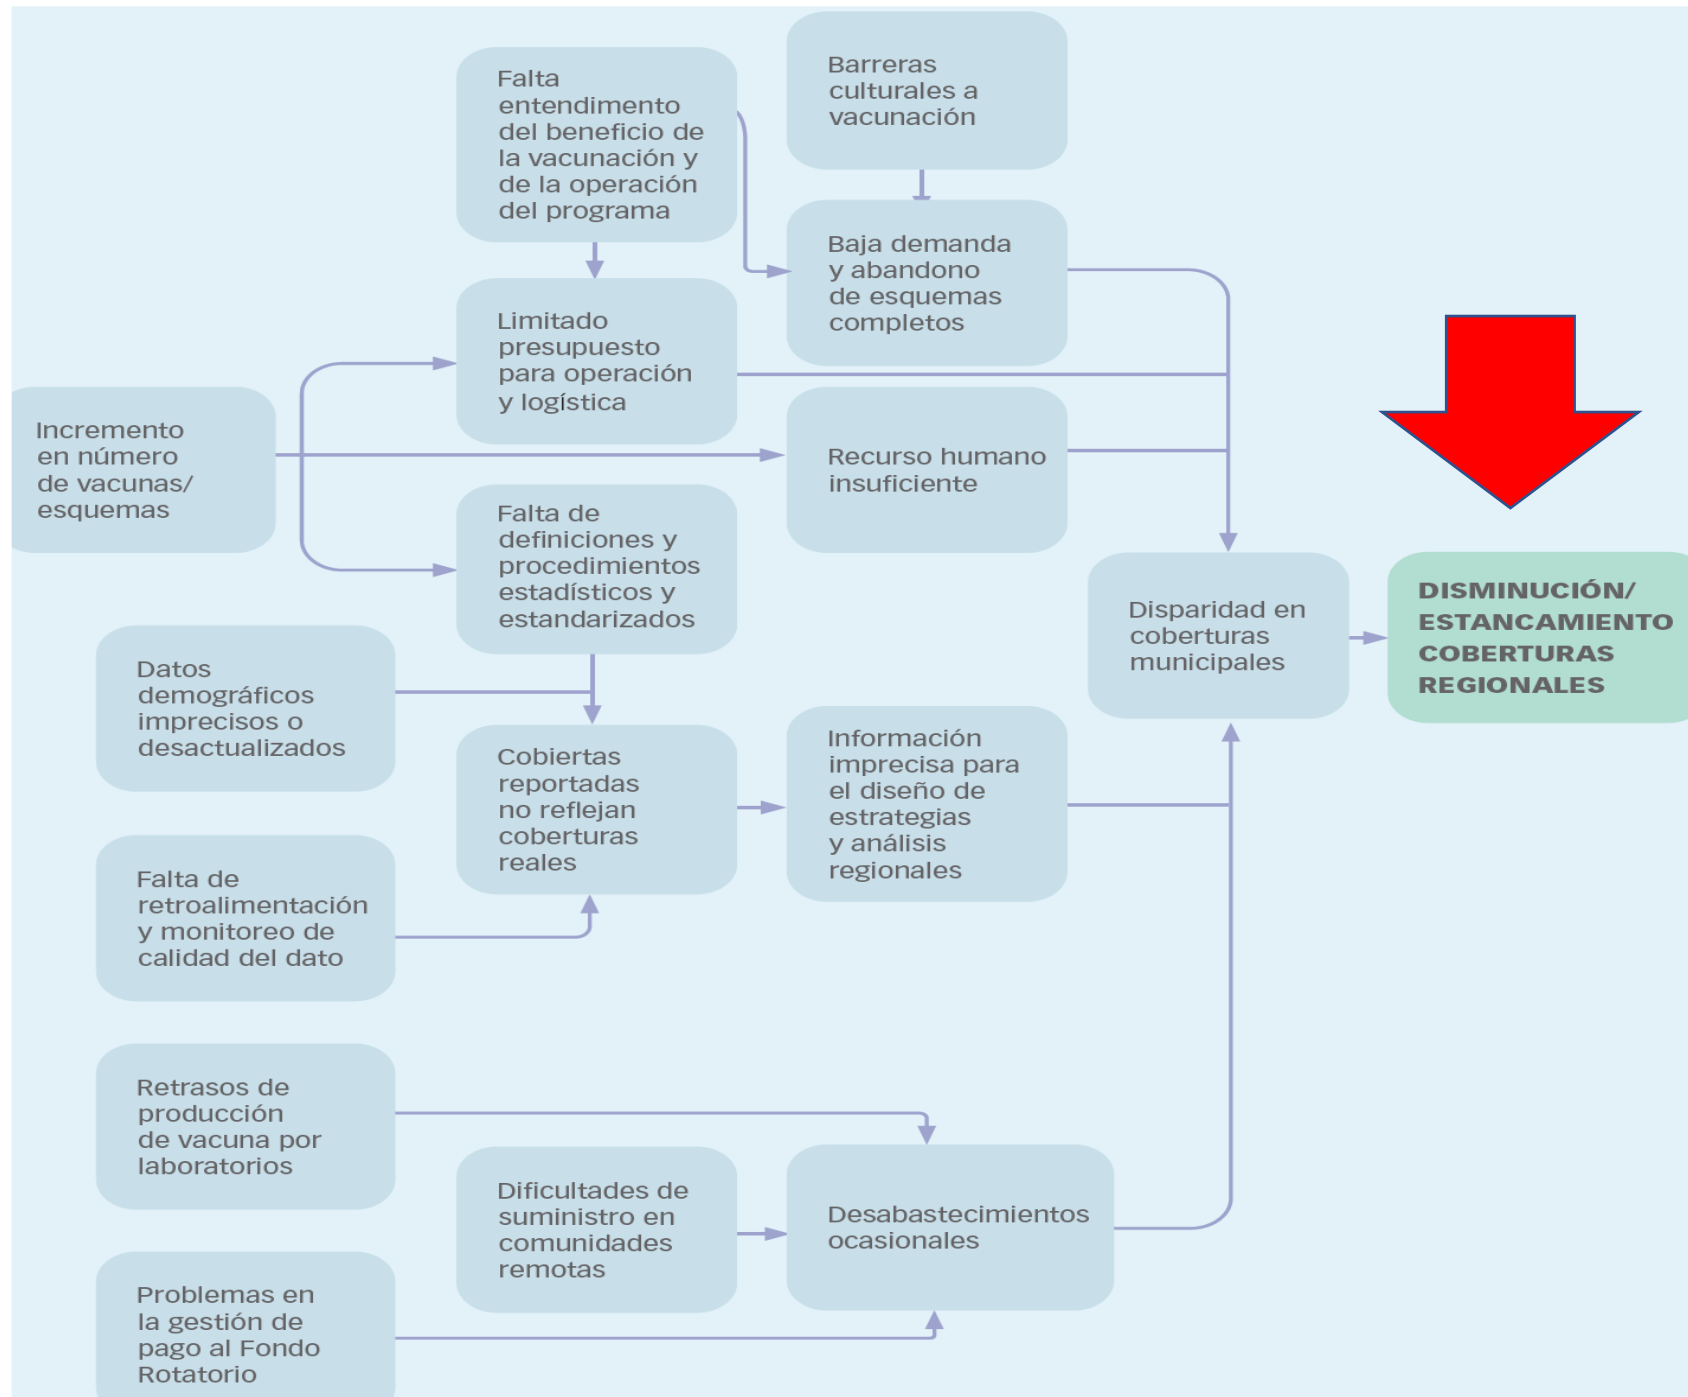 Falta
entendimento
del beneficio de
la vacunación y
de la operación
del programa
Barreras
culturales a
vacunación
Baja demanda
y abandono
de esquemas
completos
Limitado
presupuesto
para operación
y logística
Incremento
en número
de vacunas/
esquemas
Recurso humano
insuficiente
Falta de
definiciones y
procedimientos
estadísticos y
estandarizados
Disparidad en
coberturas
municipales
DISMINUCIÓN/
ESTANCAMIENTO
COBERTURAS
REGIONALES
Datos
demográficos
imprecisos o
desactualizados
Cobiertas
reportadas
no reflejan
coberturas
reales
Información
imprecisa para
el diseño de
estrategias
y análisis
regionales
Falta de
retroalimentación
y monitoreo de
calidad del dato
Retrasos de
producción
de vacuna por
laboratorios
Dificultades de
suministro en
comunidades
remotas
Desabastecimientos
ocasionales
Problemas en
la gestión de
pago al Fondo
Rotatorio